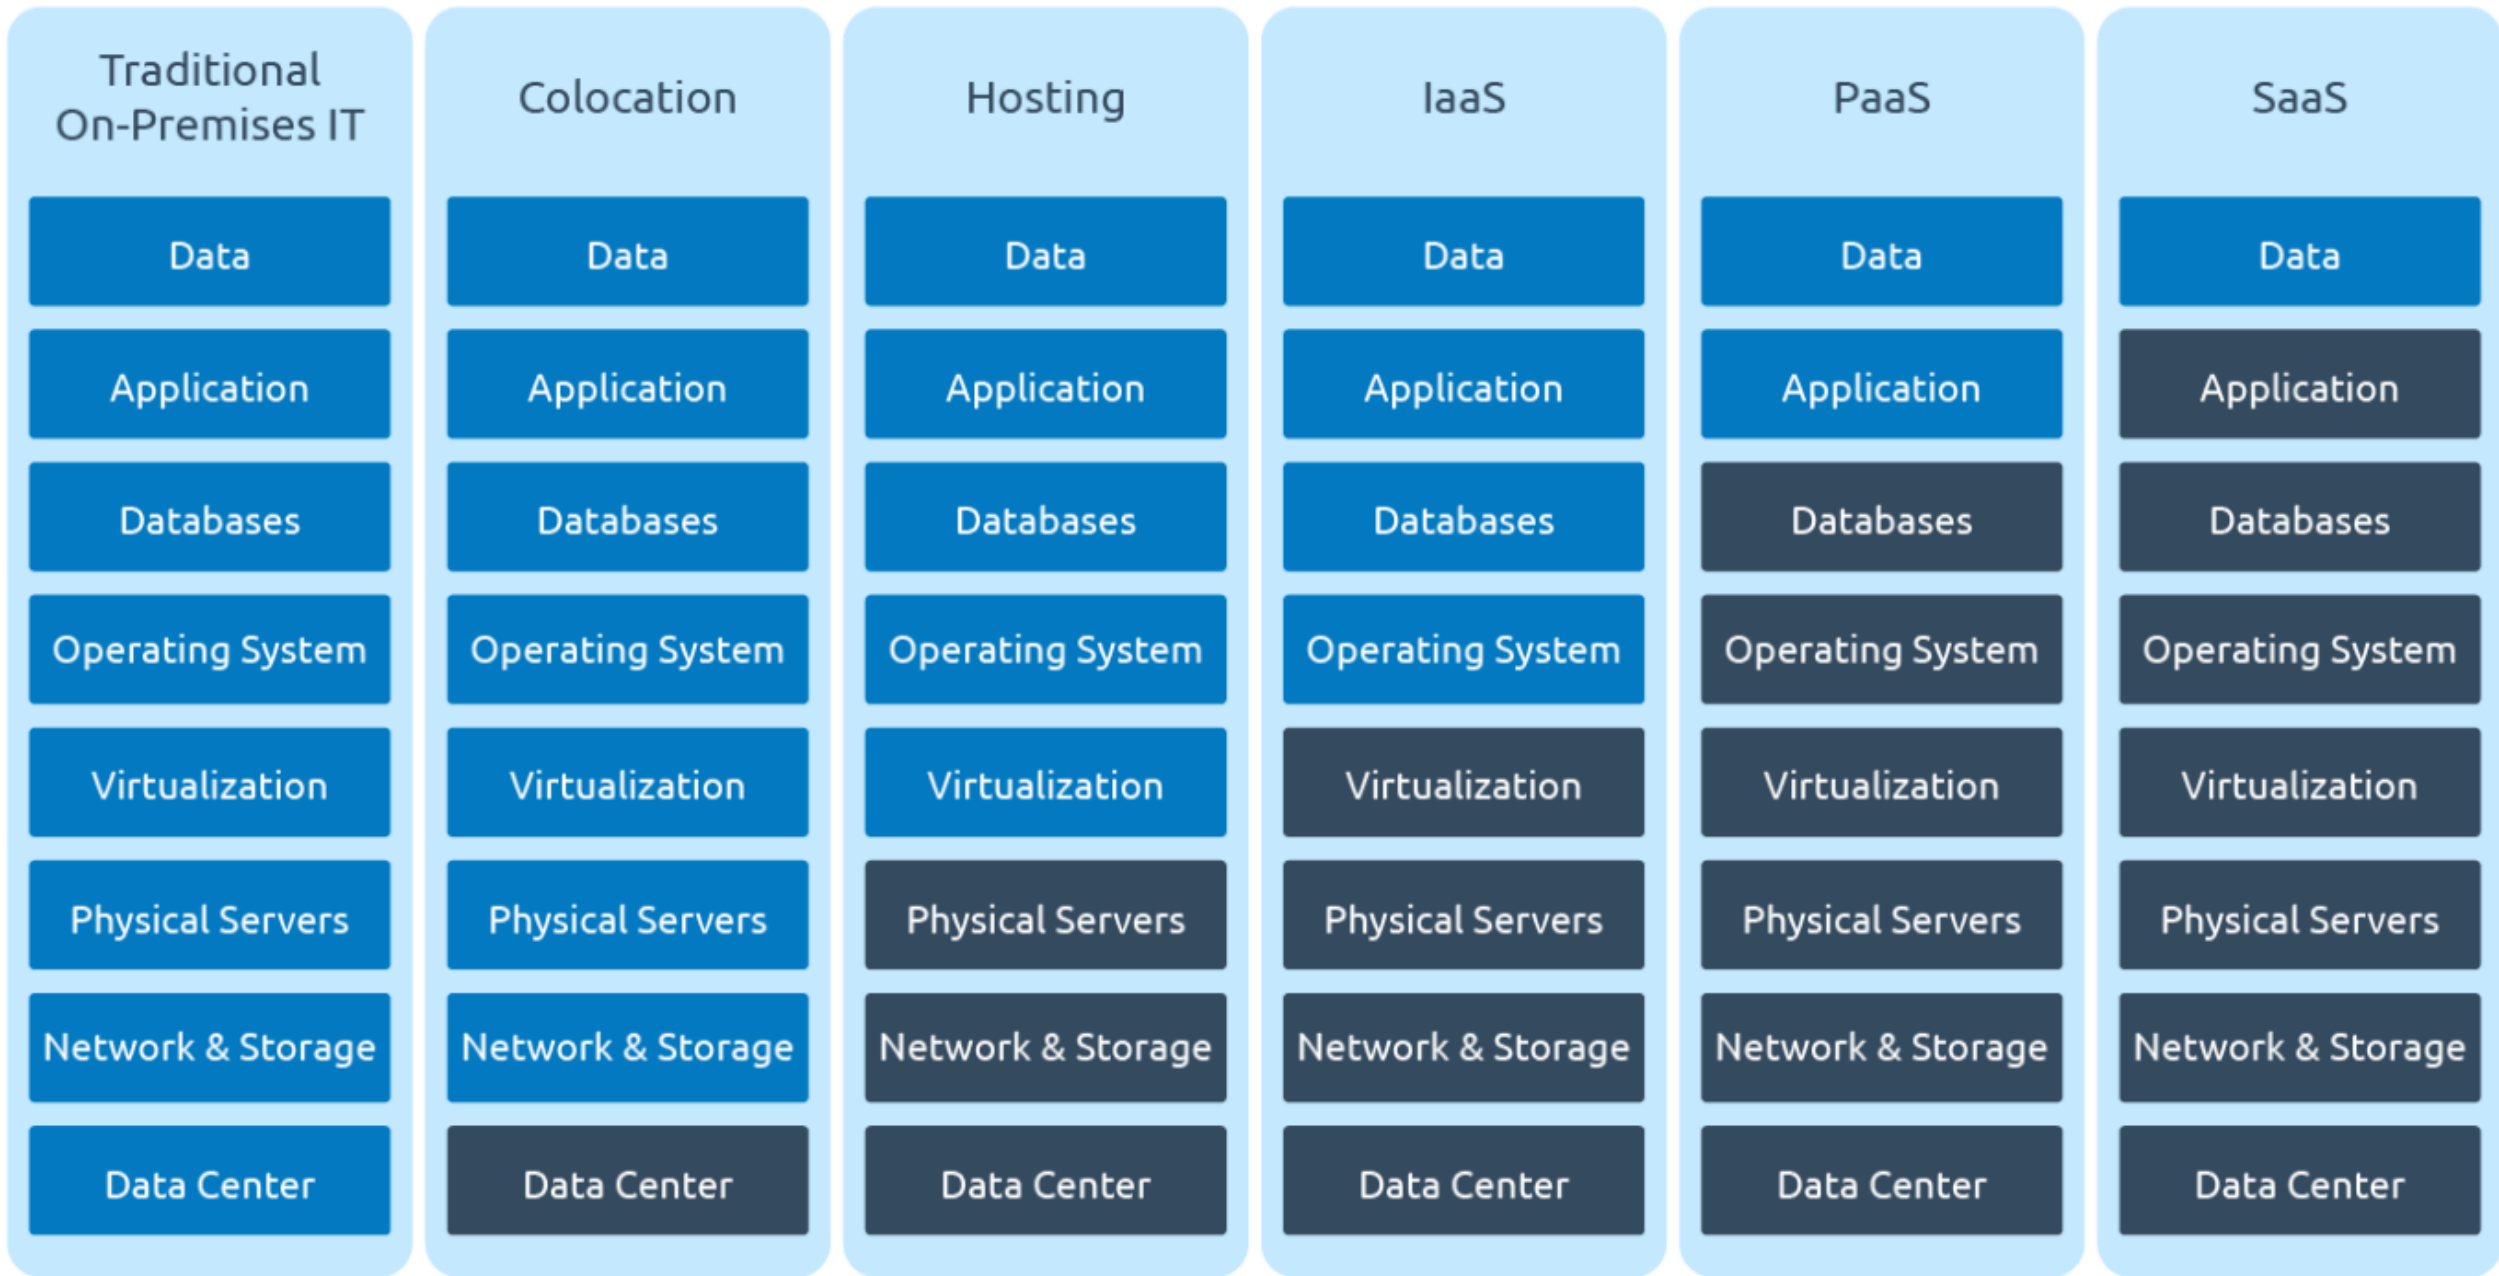 Traditional
On-Premises IT
Colocation
Hosting
IaaS
PaaS
SaaS
Data
Data
Data
Data
Data
Data
Application
Application
Application
Application
Application
Application
Databases
Databases
Databases
Databases
Databases
Databases
Operating System
Operating System
Operating System
Operating System
Operating System
Operating System
Virtualization
Virtualization
Virtualization
Virtualization
Virtualization
Virtualization
Physical Servers
Physical Servers
Physical Servers
Physical Servers
Physical Servers
Physical Servers
Network & Storage
Network & Storage
Network & Storage
Network & Storage
Network & Storage
Network & Storage
Data Center
Data Center
Data Center
Data Center
Data Center
Data Center